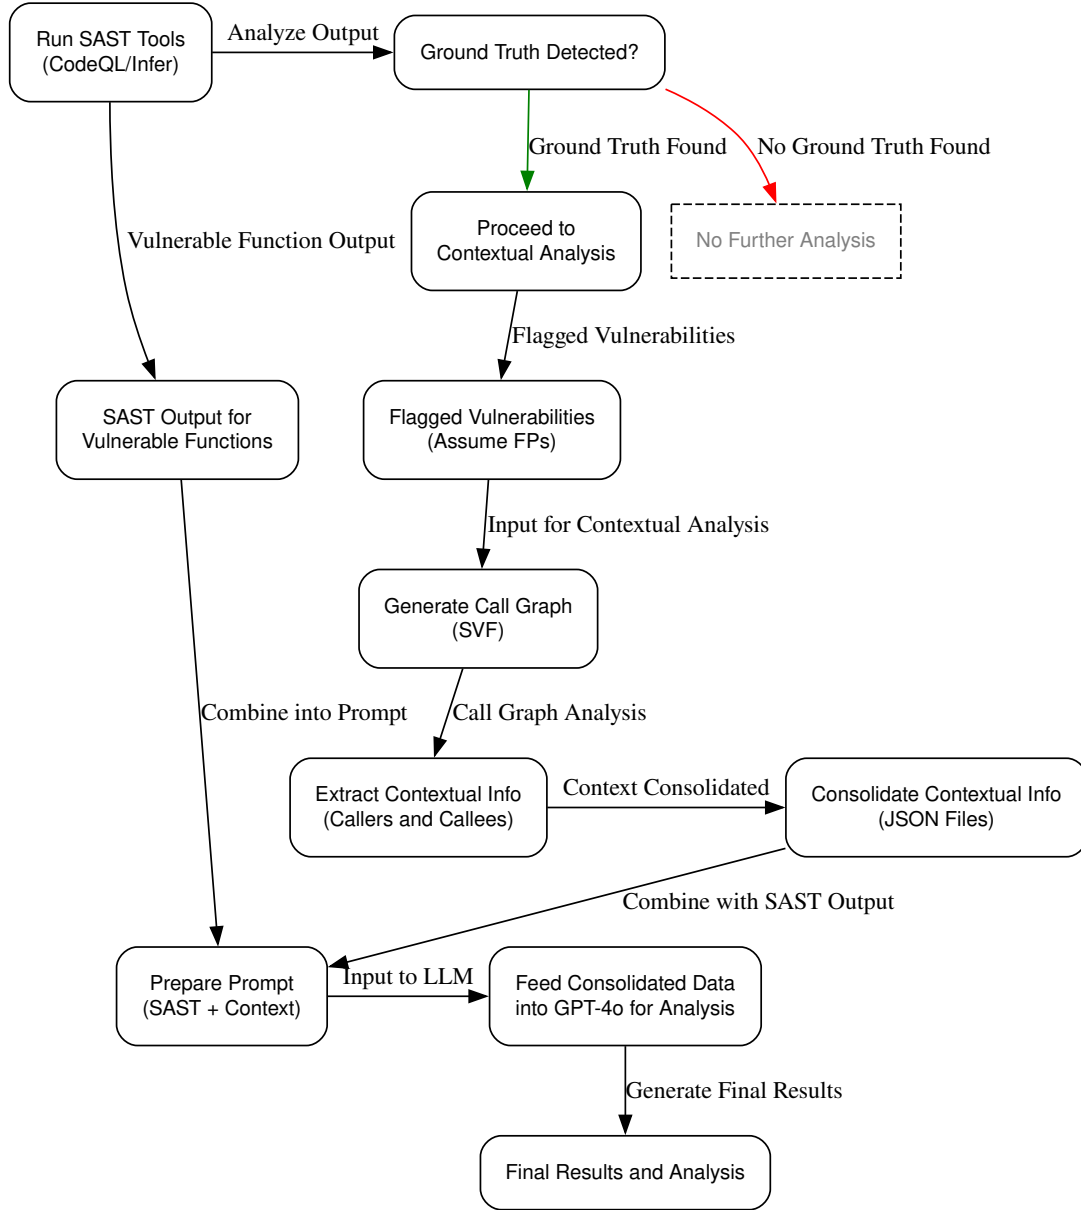 Run SAST Tools
(CodeQL/Infer)
Analyze Output
Ground Truth Detected?
Ground Truth Found
No Ground Truth Found
Vulnerable Function Output
Proceed to
Contextual Analysis
No Further Analysis
Flagged Vulnerabilities
SAST Output for
Vulnerable Functions
Flagged Vulnerabilities
(Assume FPs)
Input for Contextual Analysis
Generate Call Graph
(SVF)
Combine into Prompt
Call Graph Analysis
Extract Contextual Info
(Callers and Callees)
Context Consolidated
Consolidate Contextual Info
(JSON Files)
Combine with SAST Output
Prepare Prompt
(SAST + Context)
Input to LLM
Feed Consolidated Data
into GPT-4o for Analysis
Generate Final Results
Final Results and Analysis